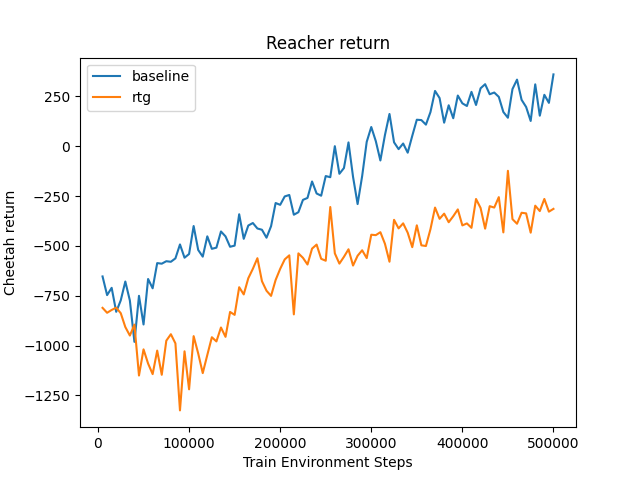 Reacher return
baseline
rtg
Cheetah return
250
0
−250
−500
−750
−1000
−1250
0 100000 200000 300000 400000 500000
Train Environment Steps